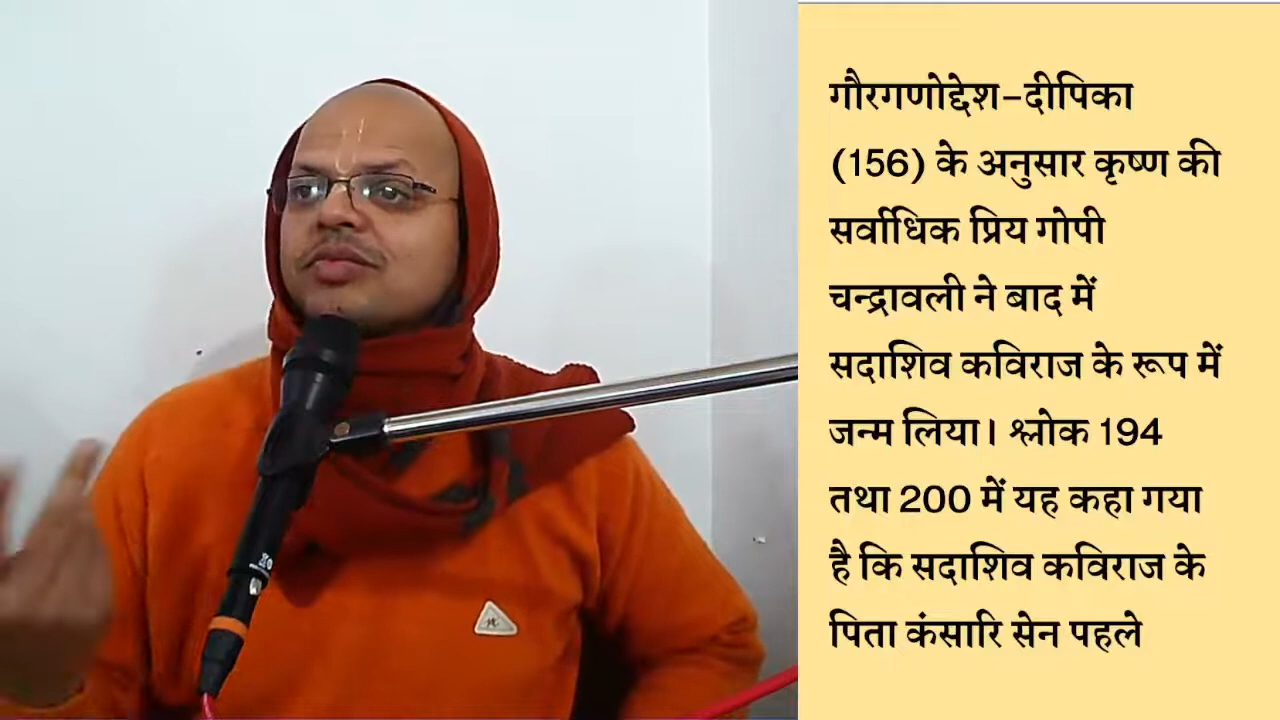 गौरगणोद्देश-दीपिका
(156) के अनुसार कृष्ण की
सर्वाधिक प्रिय गोपी
चन्द्रावली ने बाद में
सदाशिव कविराज के रूप में
जन्म लिया। श्लोक 194
तथा 200 में यह कहा गया
है कि सदाशिव कविराज के
पिता कंसारि सेन पहले